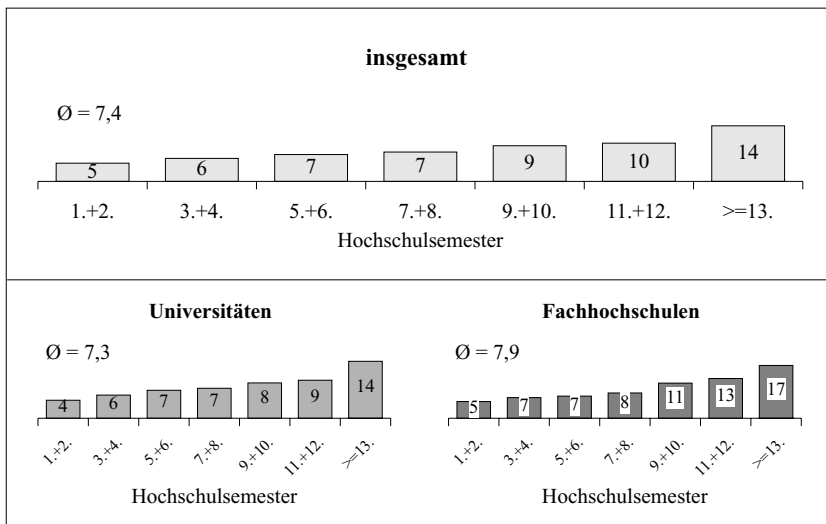 insgesamt
Ø = 7,4
5 6 7 7 9 10 14
1.+2. 3.+4. 5.+6. 7.+8. 9.+10. 11.+12. >=13.
Hochschulsemester
Universitäten
Ø = 7,3
4 6 7 7 8 9 14
1.+2. 3.+4. 5.+6. 7.+8. 9.+10. 11.+12. >=13.
Hochschulsemester
Fachhochschulen
Ø = 7,9
5 7 7 8 11 13 17
1.+2. 3.+4. 5.+6. 7.+8. 9.+10. 11.+12. >=13.
Hochschulsemester